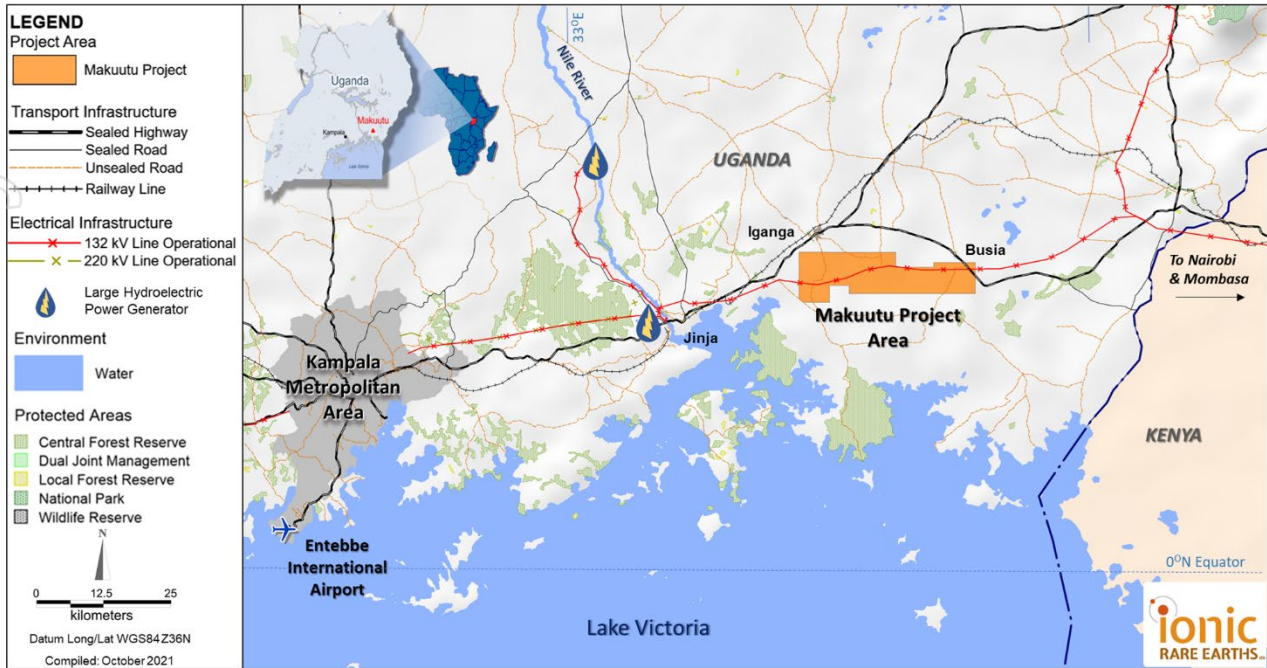 LEGEND
Project Area
Makuutu Project
Transport Infrastructure
Sealed Highway
Sealed Road
Unsealed Road
Railway Line
Electrical Infrastructure
132 kV Line Operational
220 kV Line Operational
Large Hydroelectric
Power Generator
Environment
Water
Protected Areas
Central Forest Reserve
Dual Joint Management
Local Forest Reserve
National Park
Wildlife Reserve
N
0 12.5 25
kilometers
Datum Long/Lat WGS84Z36N
Compiled: October 2021
Uganda
Makuutu
Kampala
33⁰E
Nile River
UGANDA
Iganga
Busia
To Nairobi
& Mombasa
Makuutu Project
Area
Jinja
Kampala
Metropolitan
Area
KENYA
Entebbe
International
Airport
0⁰N Equator
Lake Victoria
ionic
RARE EARTHS